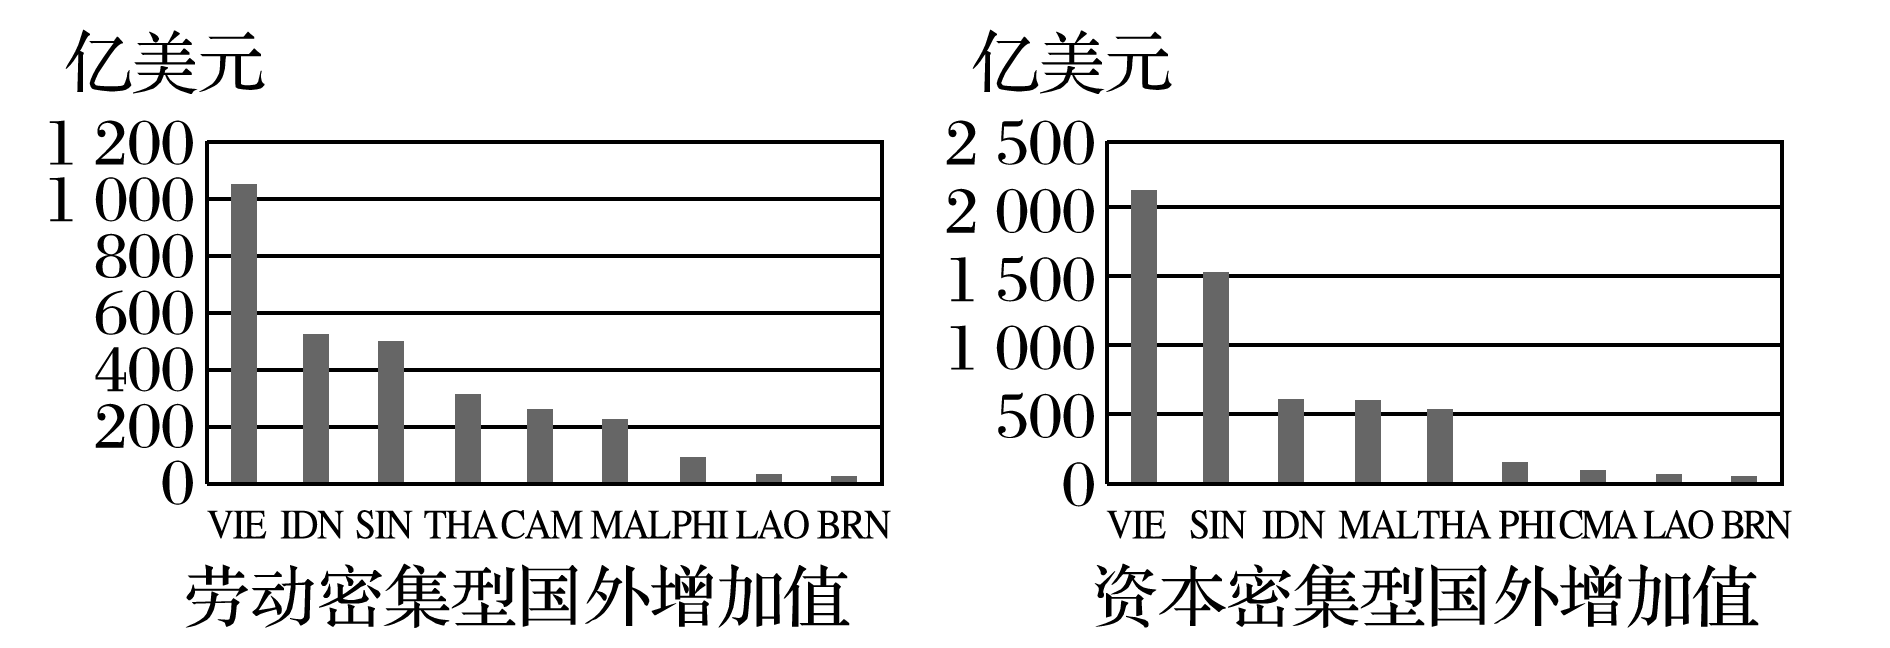 亿美元
1 200
1 000
800
600
400
200
0
VIE IDN SIN THA CAM MAL PHI LAO BRN
劳动密集型国外增加值
亿美元
2 500
2 000
1 500
1 000
500
0
VIE SIN IDN MAL THA PHI CMA LAO BRN
资本密集型国外增加值